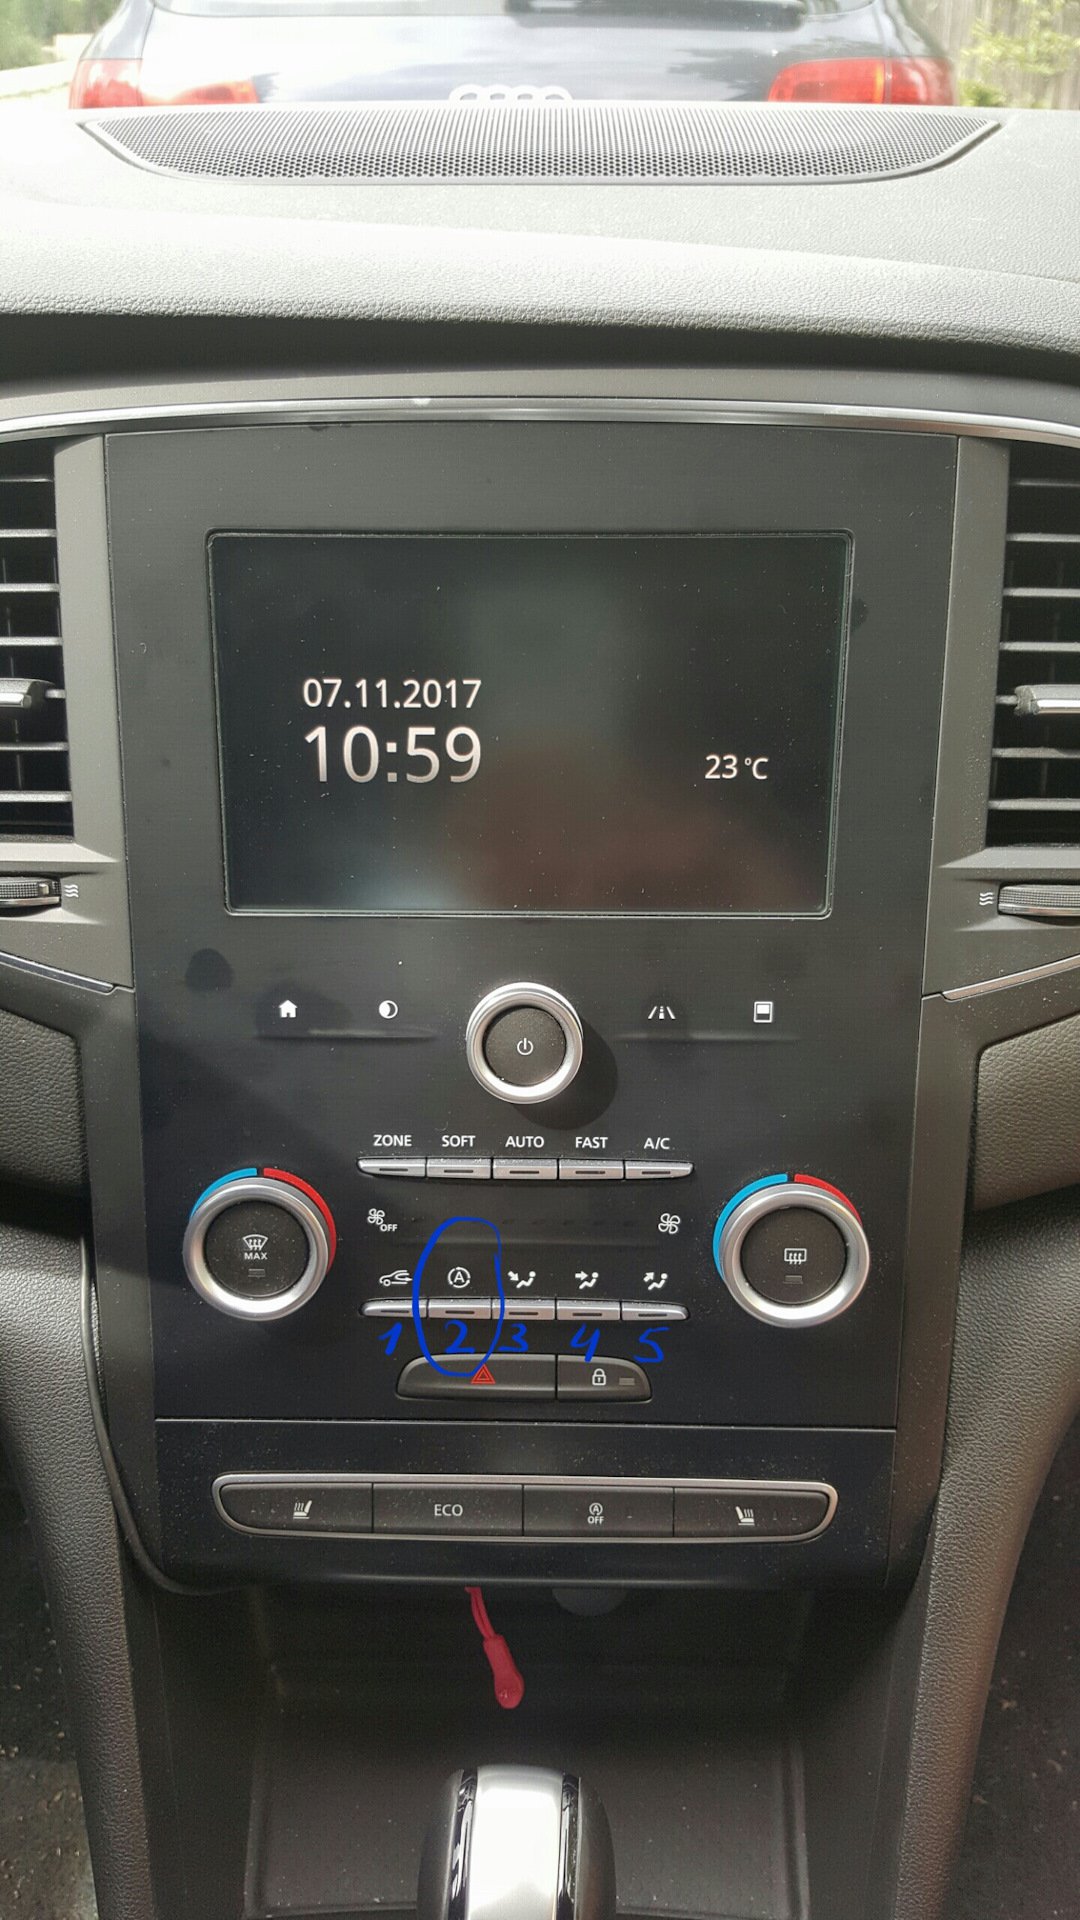 07.11.2017
10:59
23 °C
ZONE SOFT AUTO FAST A/C
OFF
MAX
A
1 2 3 4 5
ECO
A
OFF